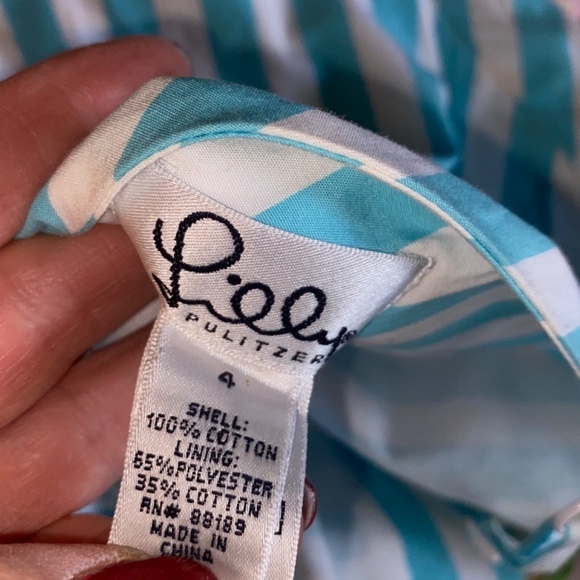 Lilly®
PULITZER
4
SHELL:
100% COTTON
LINING:
65% POLYESTER
35% COTTON
RN# 88189
MADE IN
CHINA